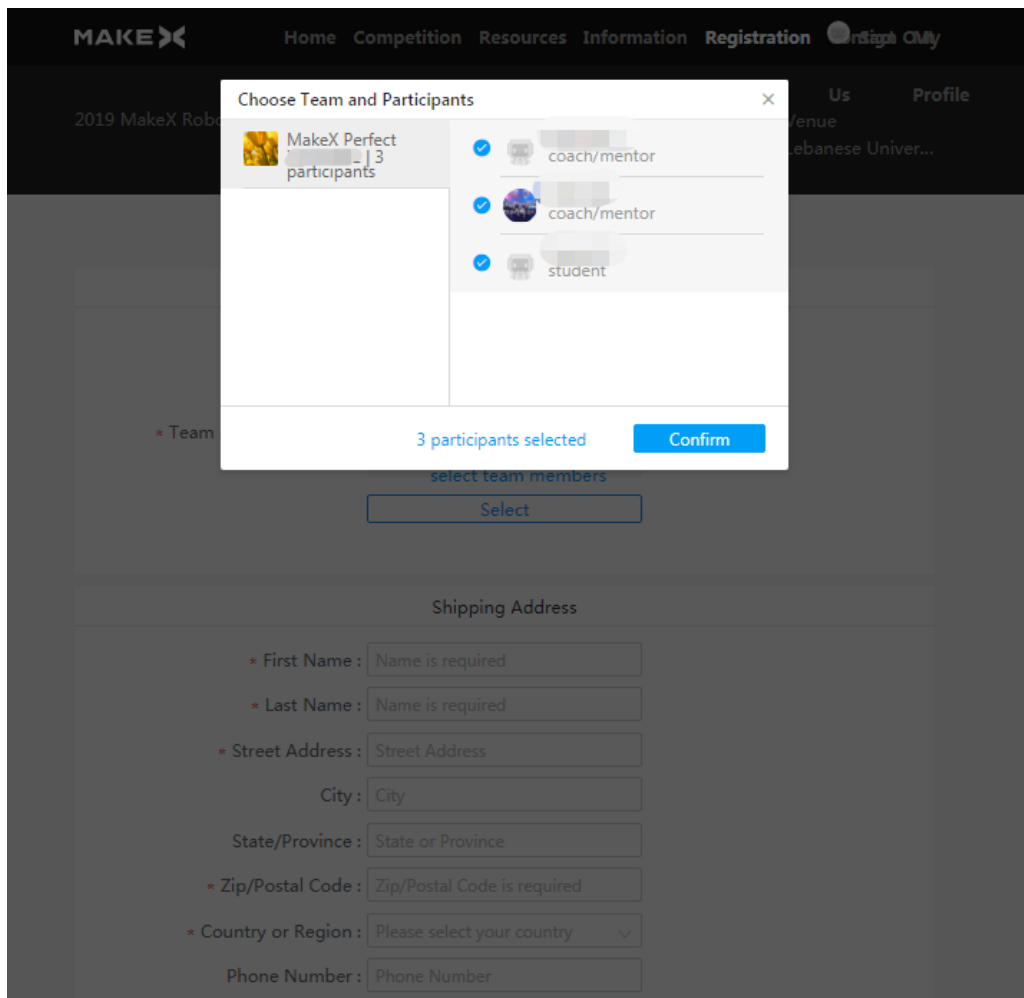 MAKEX
Home Competition Resources Information Registration
Us Profile
2019 MakeX Robo
Venue
Lebanese Univer...
Choose Team and Participants
MakeX Perfect
| 3
participants
coach/mentor
coach/mentor
student
3 participants selected
Confirm
* Team
select team members
Select
Shipping Address
* First Name : Name is required
* Last Name : Name is required
* Street Address : Street Address
City : City
State/Province : State or Province
* Zip/Postal Code : Zip/Postal Code is required
* Country or Region : Please select your country
Phone Number : Phone Number